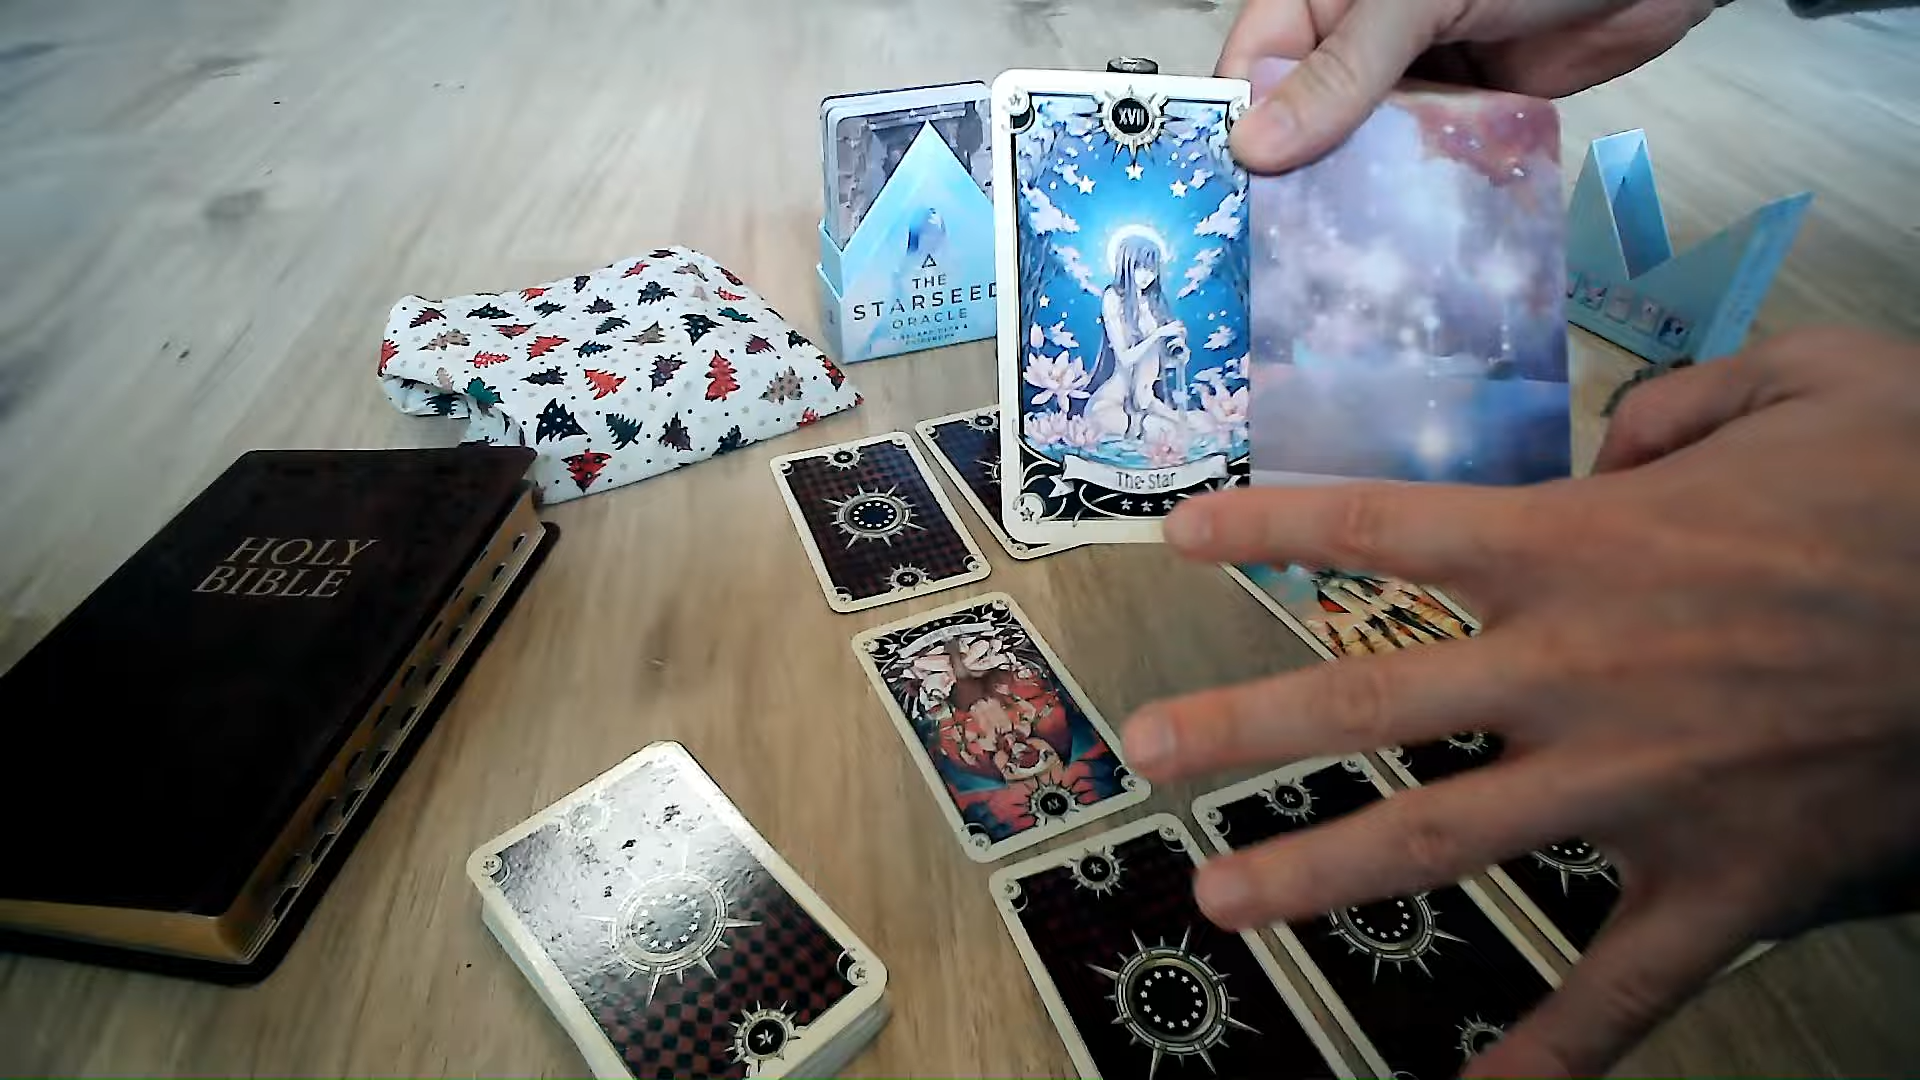 XVII
THE
STARSEED
ORACLE
The Star
HOLY
BIBLE